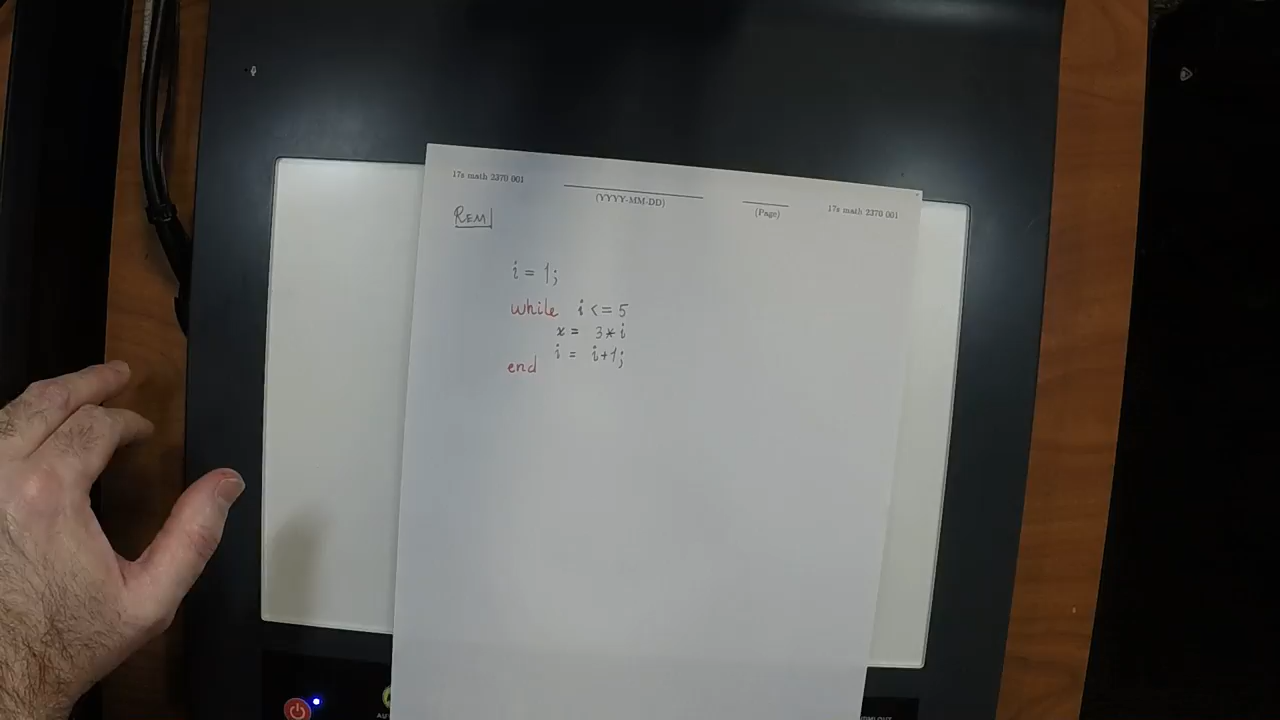 17s math 2370 001
(YYYY-MM-DD)
(Page)
17s math 2370 001
REM
i = 1;
while i <= 5
x = 3*i
i = i+1;
end